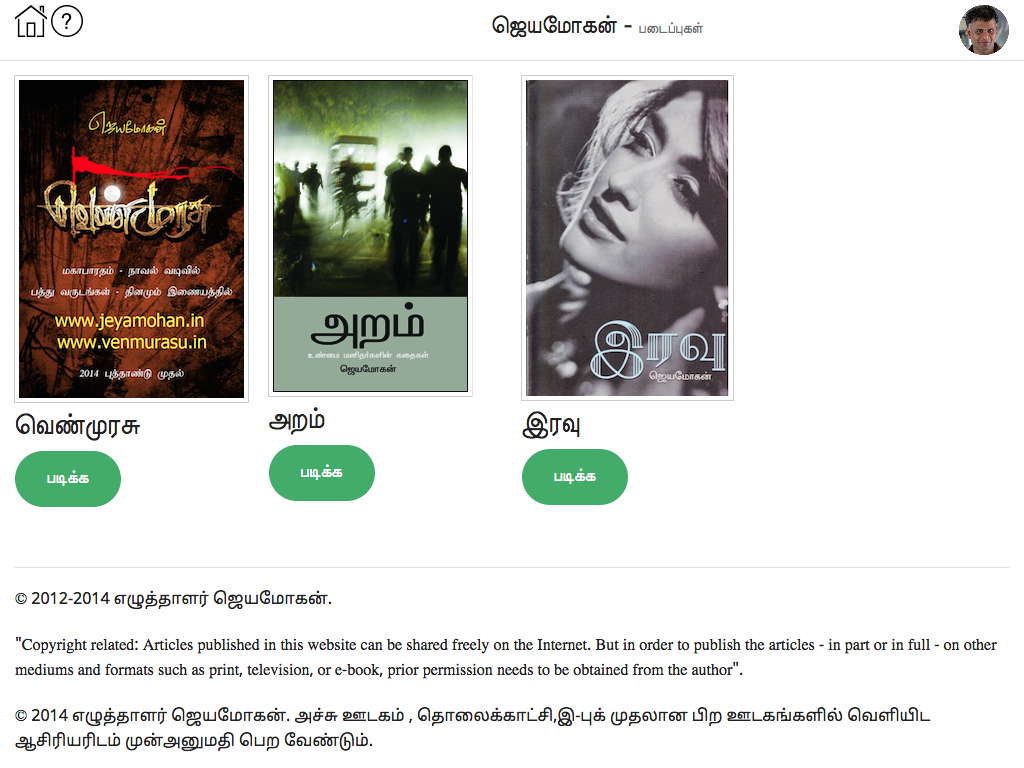 ?
ஜெயமோகன் - படைப்புகள்
ஜெயமோகன்
வெண்முரசு
மகாபாரதம் - நாவல் வடிவில்
பத்து வருடங்கள் - தினமும் இணையத்தில்
www.jeyamohan.in
www.venmurasu.in
2014 புத்தாண்டு முதல்
வெண்முரசு
படிக்க
அறம்
உண்மை மனிதர்களின் கதைகள்
ஜெயமோகன்
அறம்
படிக்க
இரவு
ஜெயமோகன்
இரவு
படிக்க
© 2012-2014 எழுத்தாளர் ஜெயமோகன்.
"Copyright related: Articles published in this website can be shared freely on the Internet. But in order to publish the articles - in part or in full - on other
mediums and formats such as print, television, or e-book, prior permission needs to be obtained from the author".
© 2014 எழுத்தாளர் ஜெயமோகன். அச்சு ஊடகம் , தொலைக்காட்சி,இ-புக் முதலான பிற ஊடகங்களில் வெளியிட
ஆசிரியரிடம் முன்அனுமதி பெற வேண்டும்.